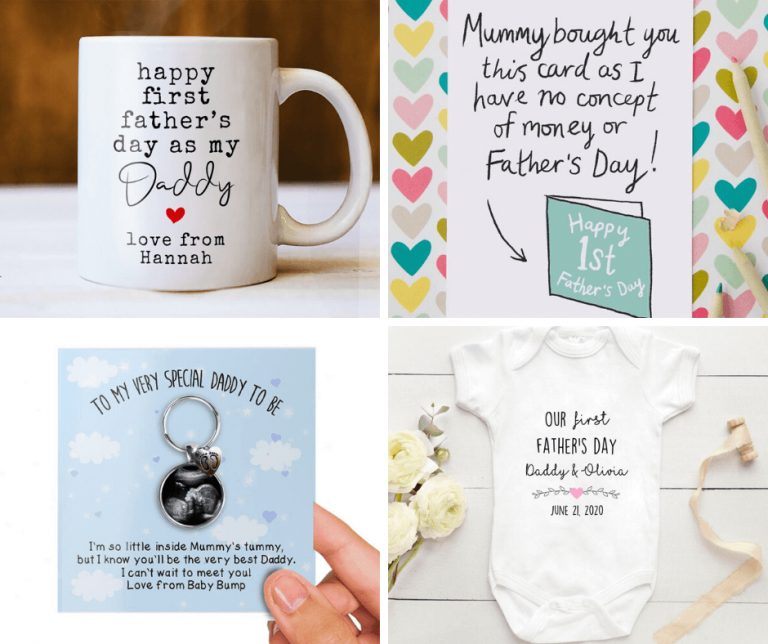 happy
first
father's
day as my
Daddy
love from
Hannah
Mummy bought you
this card as I
have no concept
of money or
Father's Day!
Happy
1st
Father's Day
TO MY VERY SPECIAL DADDY TO BE
I'm so little inside Mummy's tummy,
but I know you'll be the very best Daddy.
I can't wait to meet you!
Love from Baby Bump
OUR first
FATHER'S DAY
Daddy & Olivia
JUNE 21, 2020